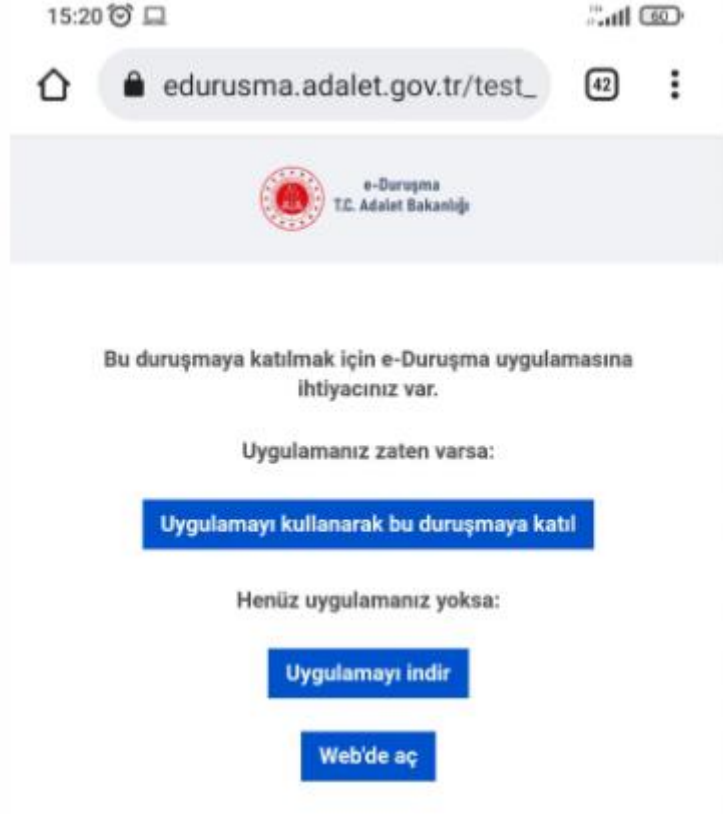 15:20
60
edurusma.adalet.gov.tr/test_
42
e-Duruşma
T.C. Adalet Bakanlığı
Bu duruşmaya katılmak için e-Duruşma uygulamasına
ihtiyacınız var.
Uygulamanız zaten varsa:
Uygulamayı kullanarak bu duruşmaya katıl
Henüz uygulamanız yoksa:
Uygulamayı indir
Web'de aç